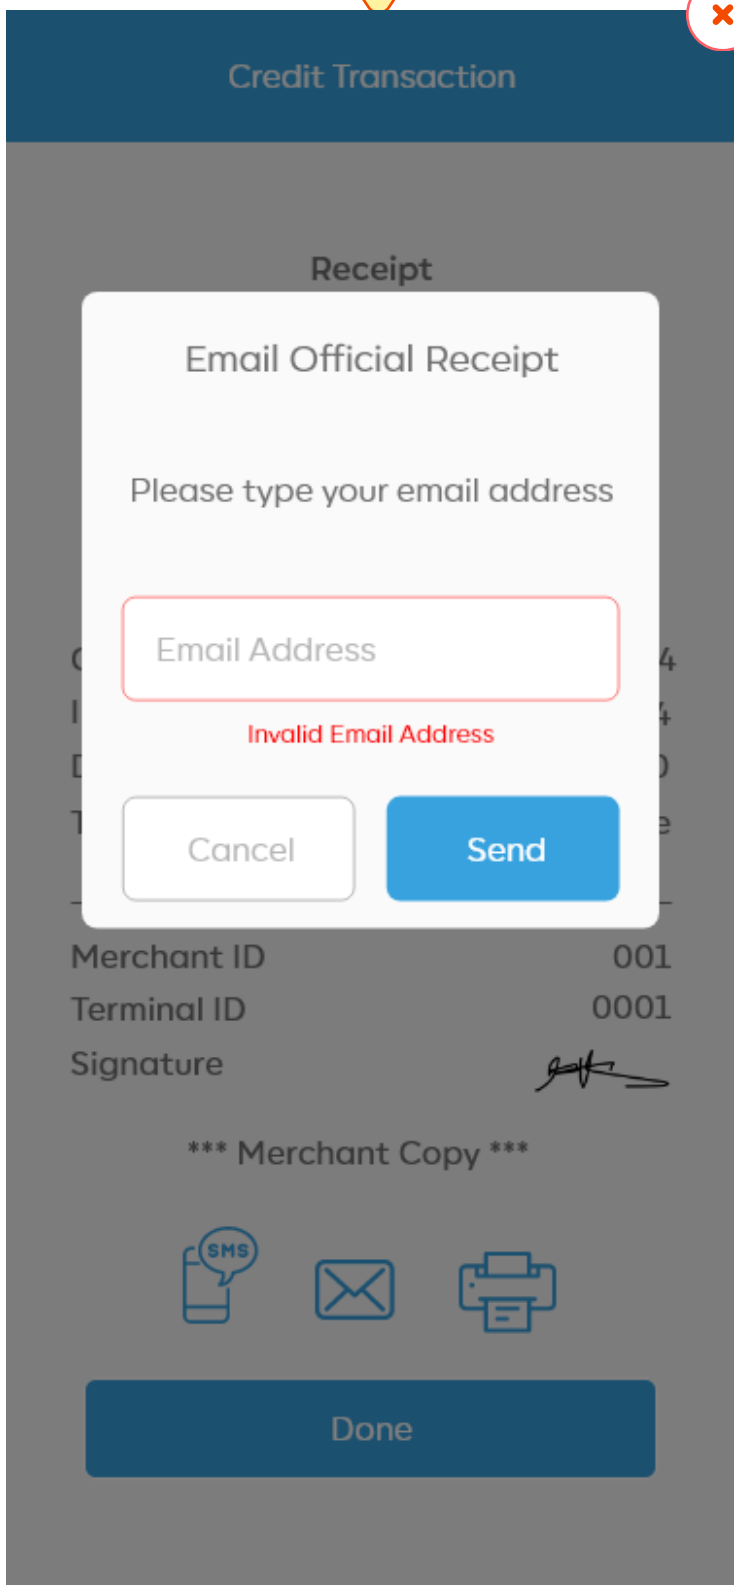 Credit Transaction
Receipt
Email Official Receipt
Please type your email address
Email Address
Invalid Email Address
Cancel Send
Merchant ID 001
Terminal ID 0001
Signature
*** Merchant Copy ***
SMS
Done